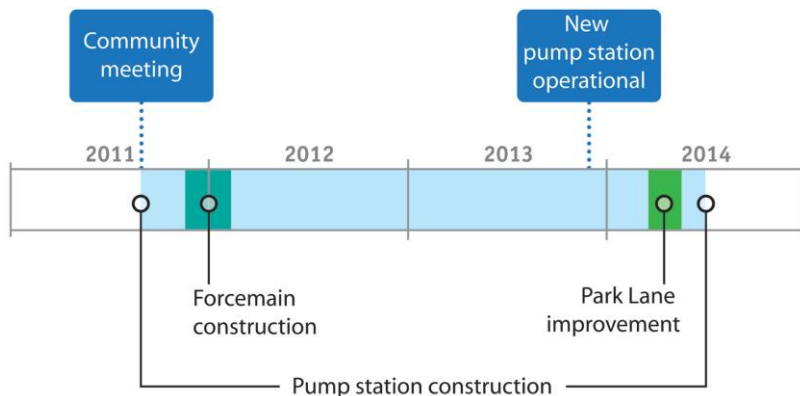 Community
meeting
New
pump station
operational
2011 2012 2013 2014
Forcemain
construction
Park Lane
improvement
Pump station construction